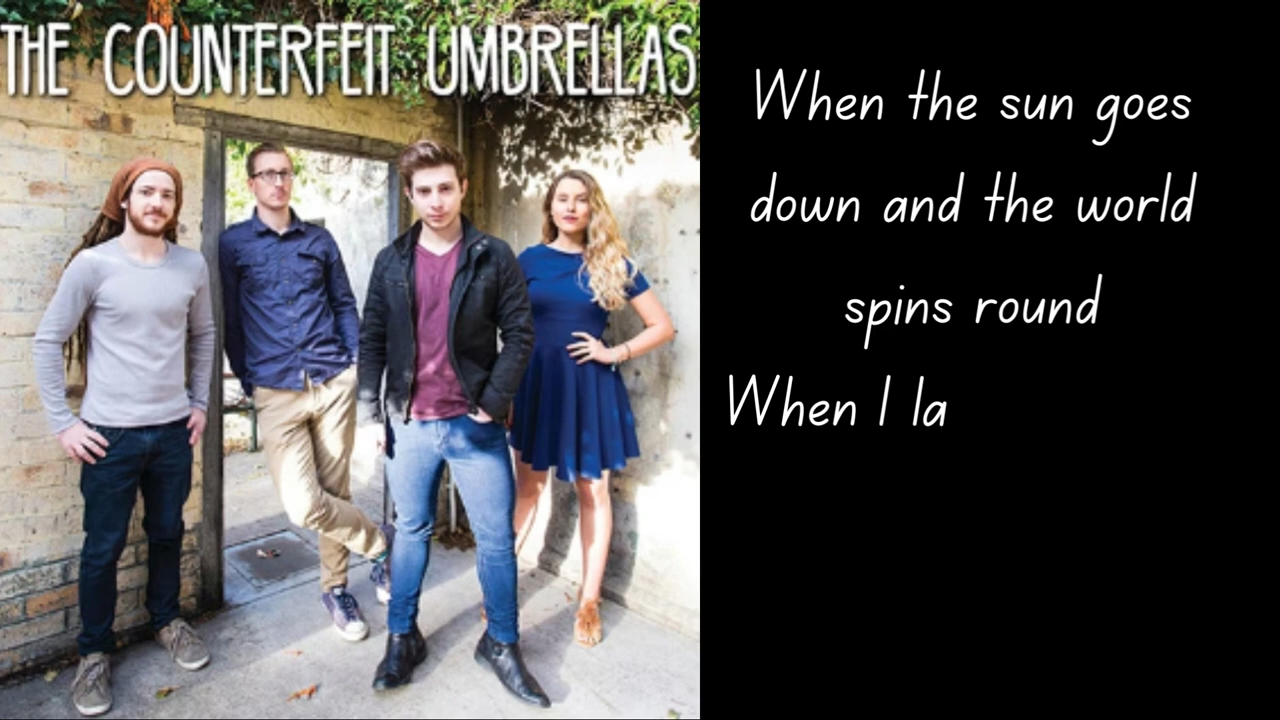 THE COUNTERFEIT UMBRELLAS
When the sun goes
down and the world
spins round
When I la